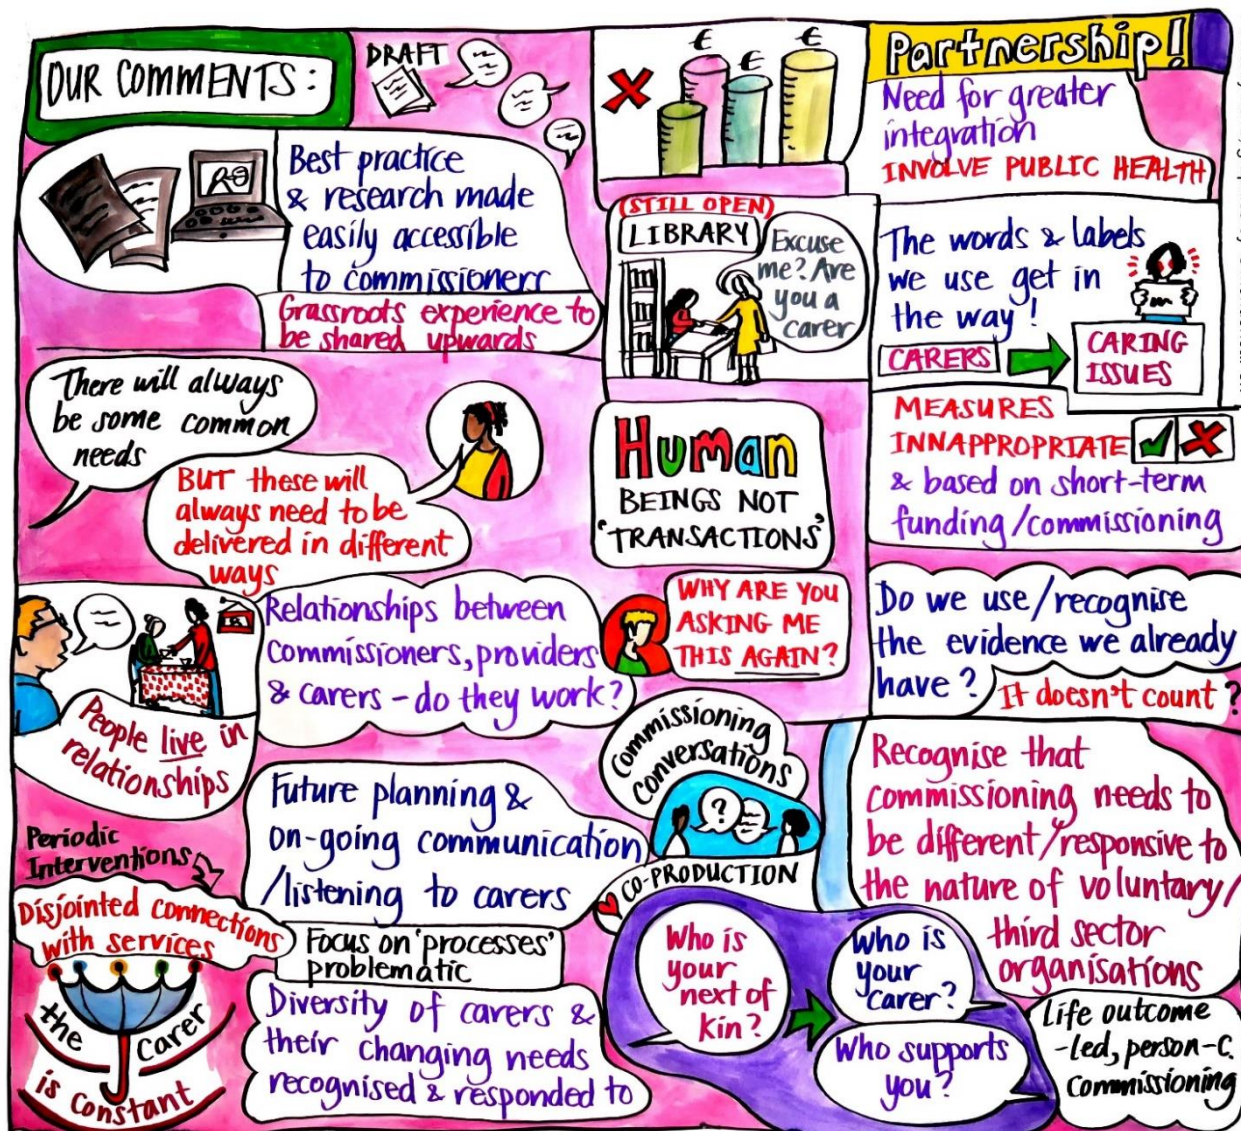 OUR COMMENTS:
DRAFT
Best practice
& research made
easily accessible
to commissioners
Grassroots experience to
be shared upwards
There will always
be some common
needs
BUT these will
always need to be
delivered in different
ways
People live in
relationships
Relationships between
commissioners, providers
& carers - do they work?
Future planning &
on-going communication
/listening to carers
Periodic
Interventions
Disjointed connections
with services
the Carer
is constant
Focus on 'processes'
problematic
Diversity of carers &
their changing needs
recognised & responded to
€
€
€
(STILL OPEN)
LIBRARY
Excuse
me? Are
you a
carer
Human
BEINGS NOT
'TRANSACTIONS'
WHY ARE YOU
ASKING ME
THIS AGAIN?
Commissioning
Conversations
?
CO-PRODUCTION
Who is
your
next of
kin?
Who is
your
carer?
Who supports
you?
Partnership!
Need for greater
integration
INVOLVE PUBLIC HEALTH
The words & labels
we use get in
the way!
CARERS
CARING
ISSUES
MEASURES
INNAPPROPRIATE
& based on short-term
funding/commissioning
Do we use/recognise
the evidence we already
have?
It doesn't count?
Recognise that
commissioning needs to
be different/responsive to
the nature of voluntary/
third sector
organisations
Life outcome
-led, person-c.
commissioning